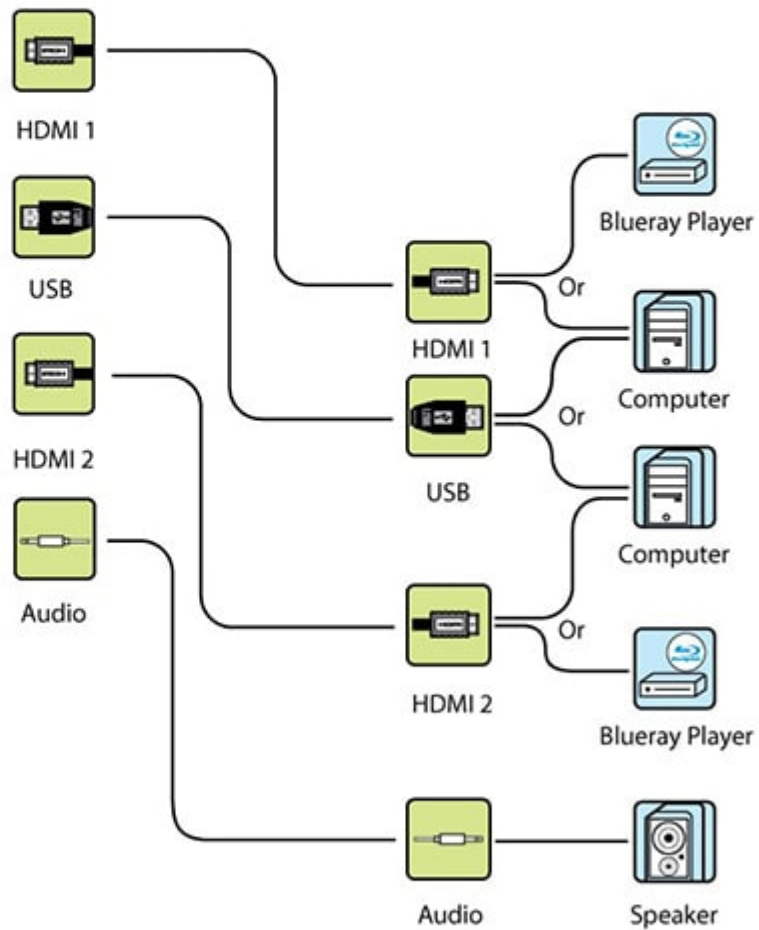 HDMI 1
Blueray Player
USB
Or
HDMI 1
Computer
HDMI 2
Or
USB
Computer
Audio
Or
HDMI 2
Blueray Player
Audio
Speaker